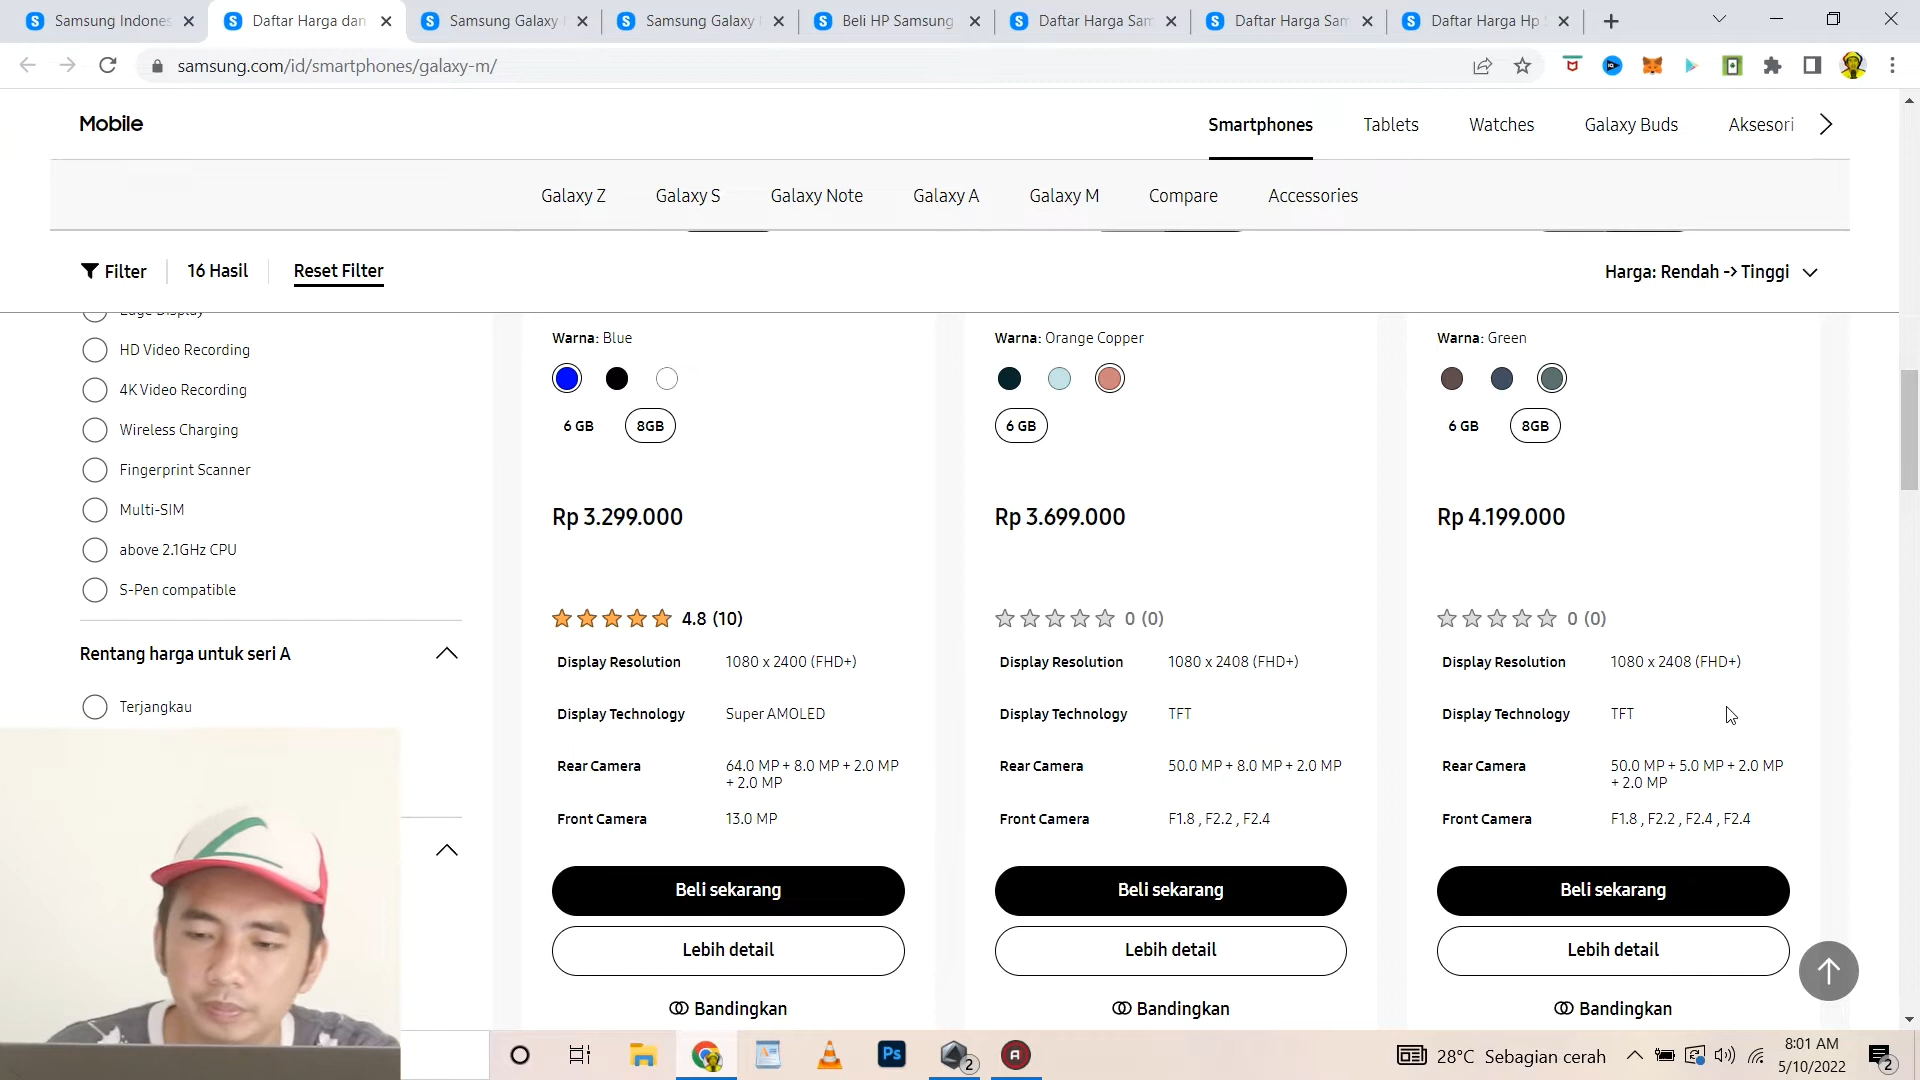 Samsung Indones
Daftar Harga dan
Samsung Galaxy
Samsung Galaxy
Beli HP Samsung
Daftar Harga Sam
Daftar Harga Sam
Daftar Harga Hp
samsung.com/id/smartphones/galaxy-m/
Mobile
Smartphones
Tablets
Watches
Galaxy Buds
Aksesori
Galaxy Z
Galaxy S
Galaxy Note
Galaxy A
Galaxy M
Compare
Accessories
Filter
16 Hasil
Reset Filter
Harga: Rendah -> Tinggi
Edge Display
HD Video Recording
4K Video Recording
Wireless Charging
Fingerprint Scanner
Multi-SIM
above 2.1GHz CPU
S-Pen compatible
Rentang harga untuk seri A
Terjangkau
Warna: Blue
6 GB
8GB
Rp 3.299.000
4.8 (10)
Display Resolution
1080 x 2400 (FHD+)
Display Technology
Super AMOLED
Rear Camera
64.0 MP + 8.0 MP + 2.0 MP
+ 2.0 MP
Front Camera
13.0 MP
Beli sekarang
Lebih detail
Bandingkan
Warna: Orange Copper
6 GB
Rp 3.699.000
0 (0)
Display Resolution
1080 x 2408 (FHD+)
Display Technology
TFT
Rear Camera
50.0 MP + 8.0 MP + 2.0 MP
Front Camera
F1.8 , F2.2 , F2.4
Beli sekarang
Lebih detail
Bandingkan
Warna: Green
6 GB
8GB
Rp 4.199.000
0 (0)
Display Resolution
1080 x 2408 (FHD+)
Display Technology
TFT
Rear Camera
50.0 MP + 5.0 MP + 2.0 MP
+ 2.0 MP
Front Camera
F1.8 , F2.2 , F2.4 , F2.4
Beli sekarang
Lebih detail
Bandingkan
Ps
2
A
28°C Sebagian cerah
8:01 AM
5/10/2022
2